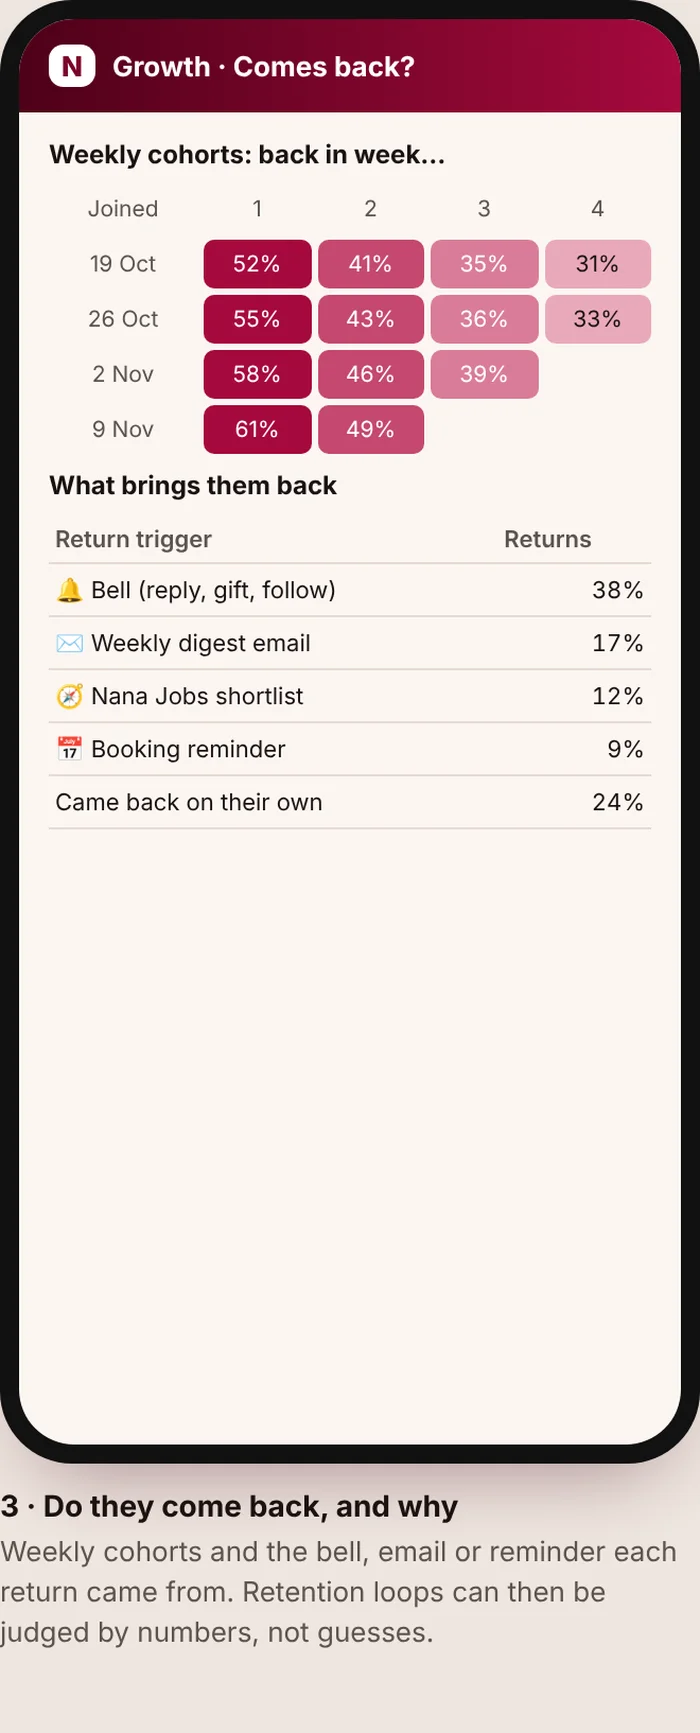 N Growth · Comes back?
Weekly cohorts: back in week...
Joined 1 2 3 4
19 Oct 52% 41% 35% 31%
26 Oct 55% 43% 36% 33%
2 Nov 58% 46% 39%
9 Nov 61% 49%
What brings them back
Return trigger Returns
🔔 Bell (reply, gift, follow) 38%
✉️ Weekly digest email 17%
🧭 Nana Jobs shortlist 12%
📅 Booking reminder 9%
Came back on their own 24%
3 · Do they come back, and why
Weekly cohorts and the bell, email or reminder each
return came from. Retention loops can then be
judged by numbers, not guesses.